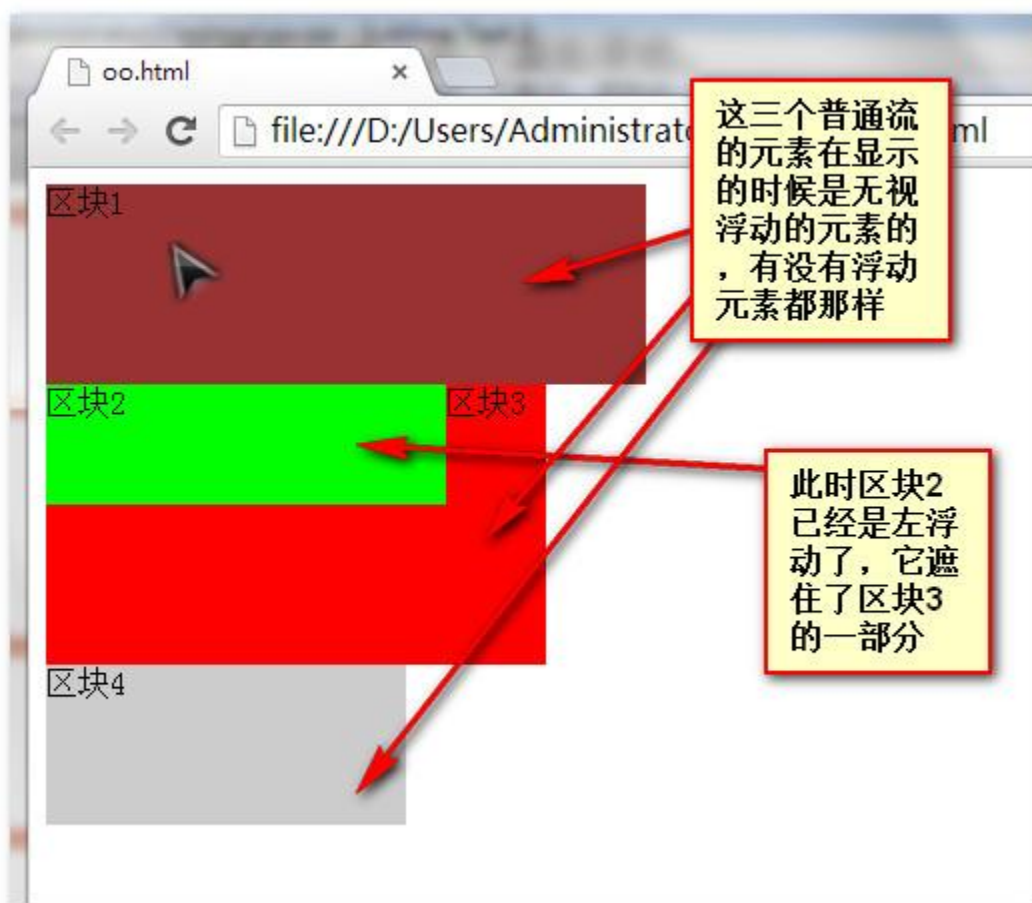 oo.html
file:///D:/Users/Administrat
ml
这三个普通流
的元素在显示
的时候是无视
浮动的元素的
，有没有浮动
元素都那样
区块1
区块2
区块3
此时区块2
已经是左浮
动了，它遮
住了区块3
的一部分
区块4